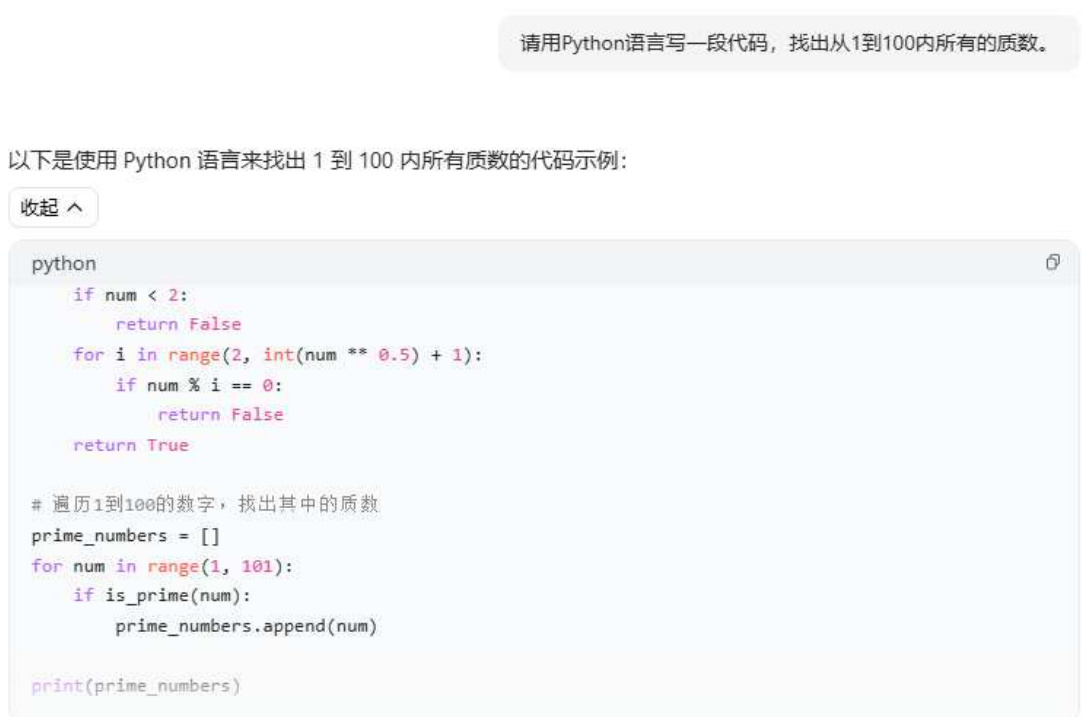 请用Python语言写一段代码，找出从1到100内所有的质数。
以下是使用 Python 语言来找出 1 到 100 内所有质数的代码示例：
收起
python
    if num < 2:
        return False
    for i in range(2, int(num ** 0.5) + 1):
        if num % i == 0:
            return False
    return True
# 遍历1到100的数字，找出其中的质数
prime_numbers = []
for num in range(1, 101):
    if is_prime(num):
        prime_numbers.append(num)
print(prime_numbers)